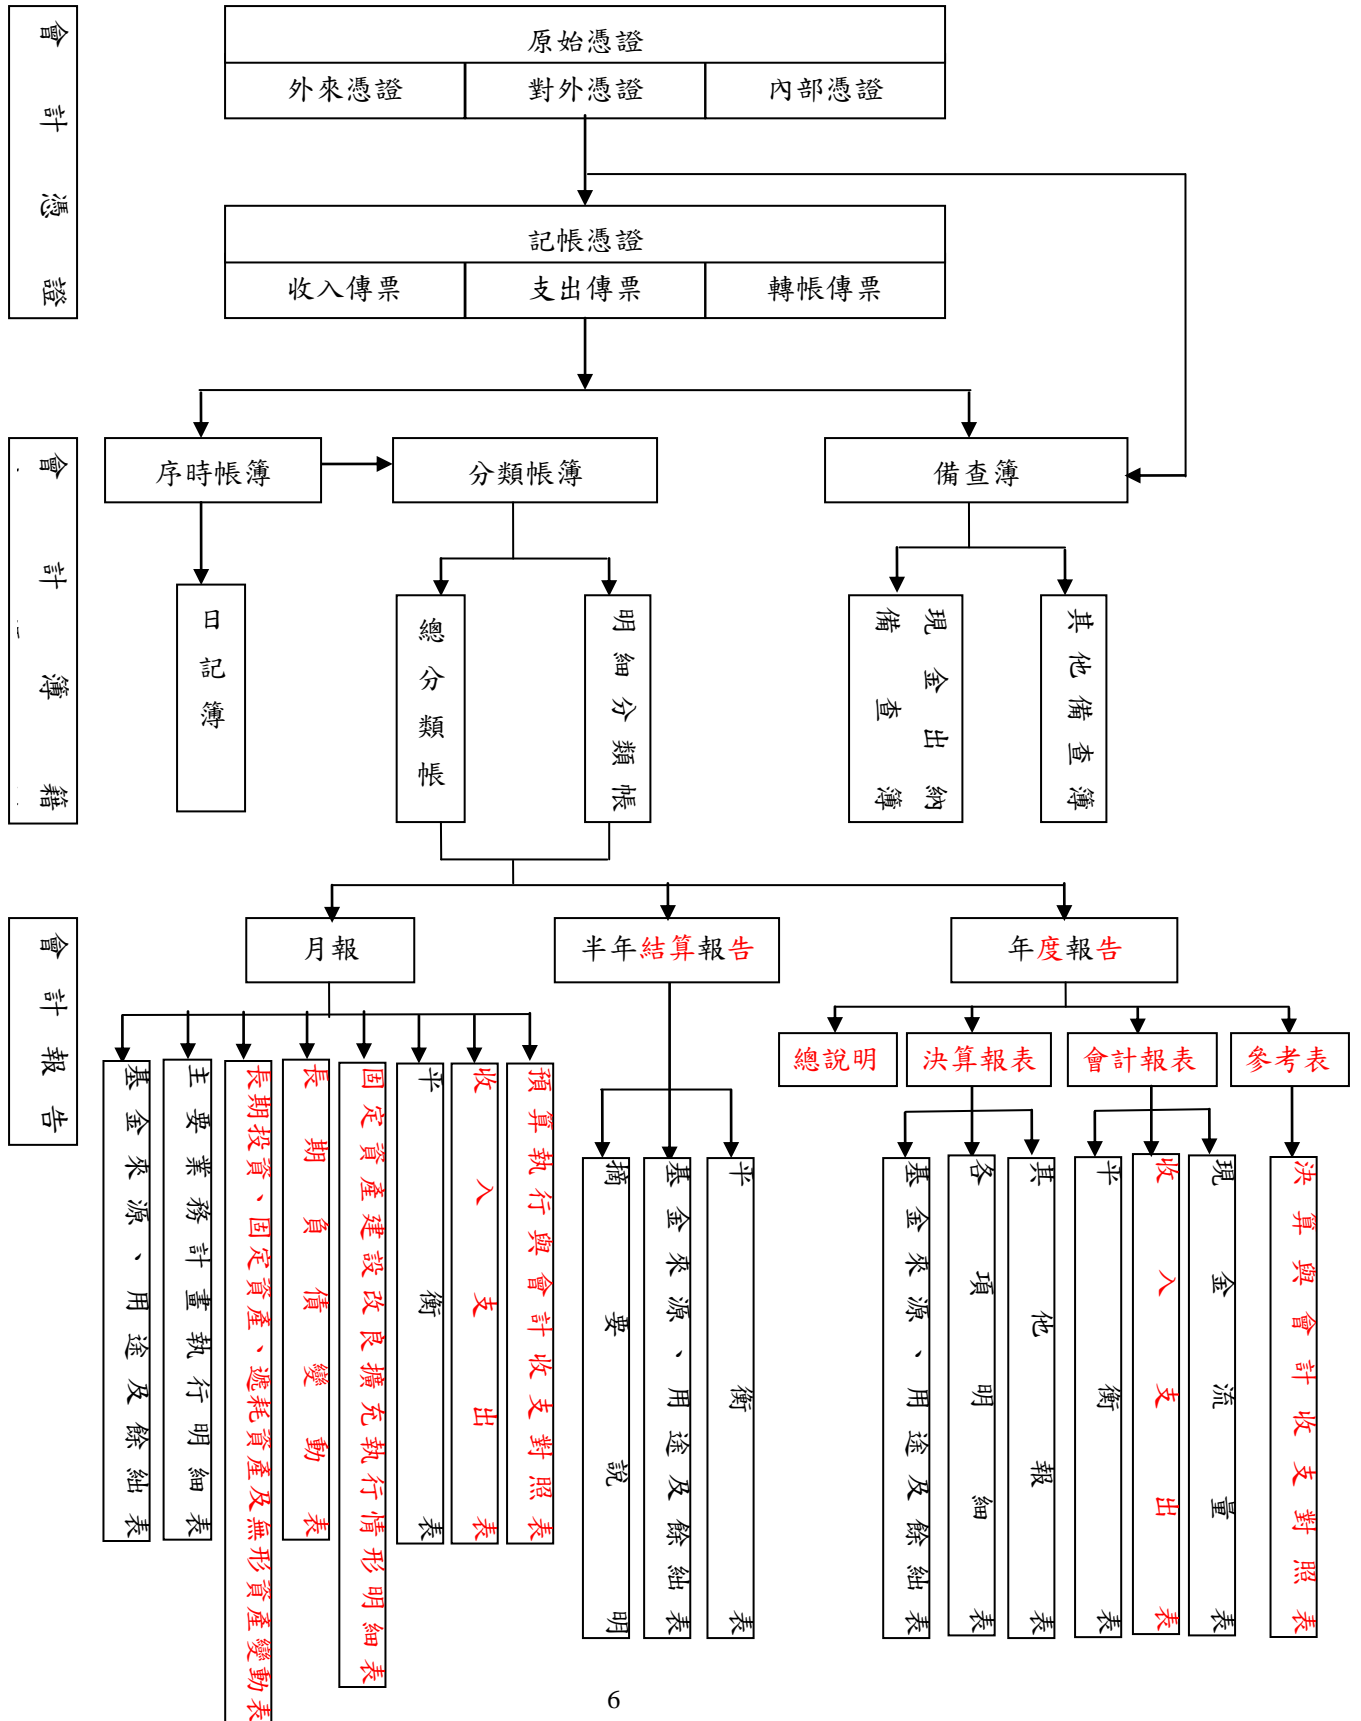 會計憑證
原始憑證
外來憑證
對外憑證
內部憑證
記帳憑證
收入傳票
支出傳票
轉帳傳票
會計簿籍
序時帳簿
分類帳簿
備查簿
日記簿
總分類帳
明細分類帳
現金出納
備查簿
其他備查簿
會計報告
月報
半年結算報告
年度報告
總說明
決算報表
會計報表
參考表
基金來源、用途及餘絀表
主要業務計畫執行明細表
長期投資、固定資產、遞耗資產及無形資產變動表
長期負債變動表
固定資產建設改良擴充執行情形明細表
平衡表
收入支出表
預算執行與會計收支對照表
摘要說明
基金來源、用途及餘絀表
平衡表
基金來源、用途及餘絀表
各項明細表
其他報表
平衡表
收入支出表
現金流量表
決算與會計收支對照表
6